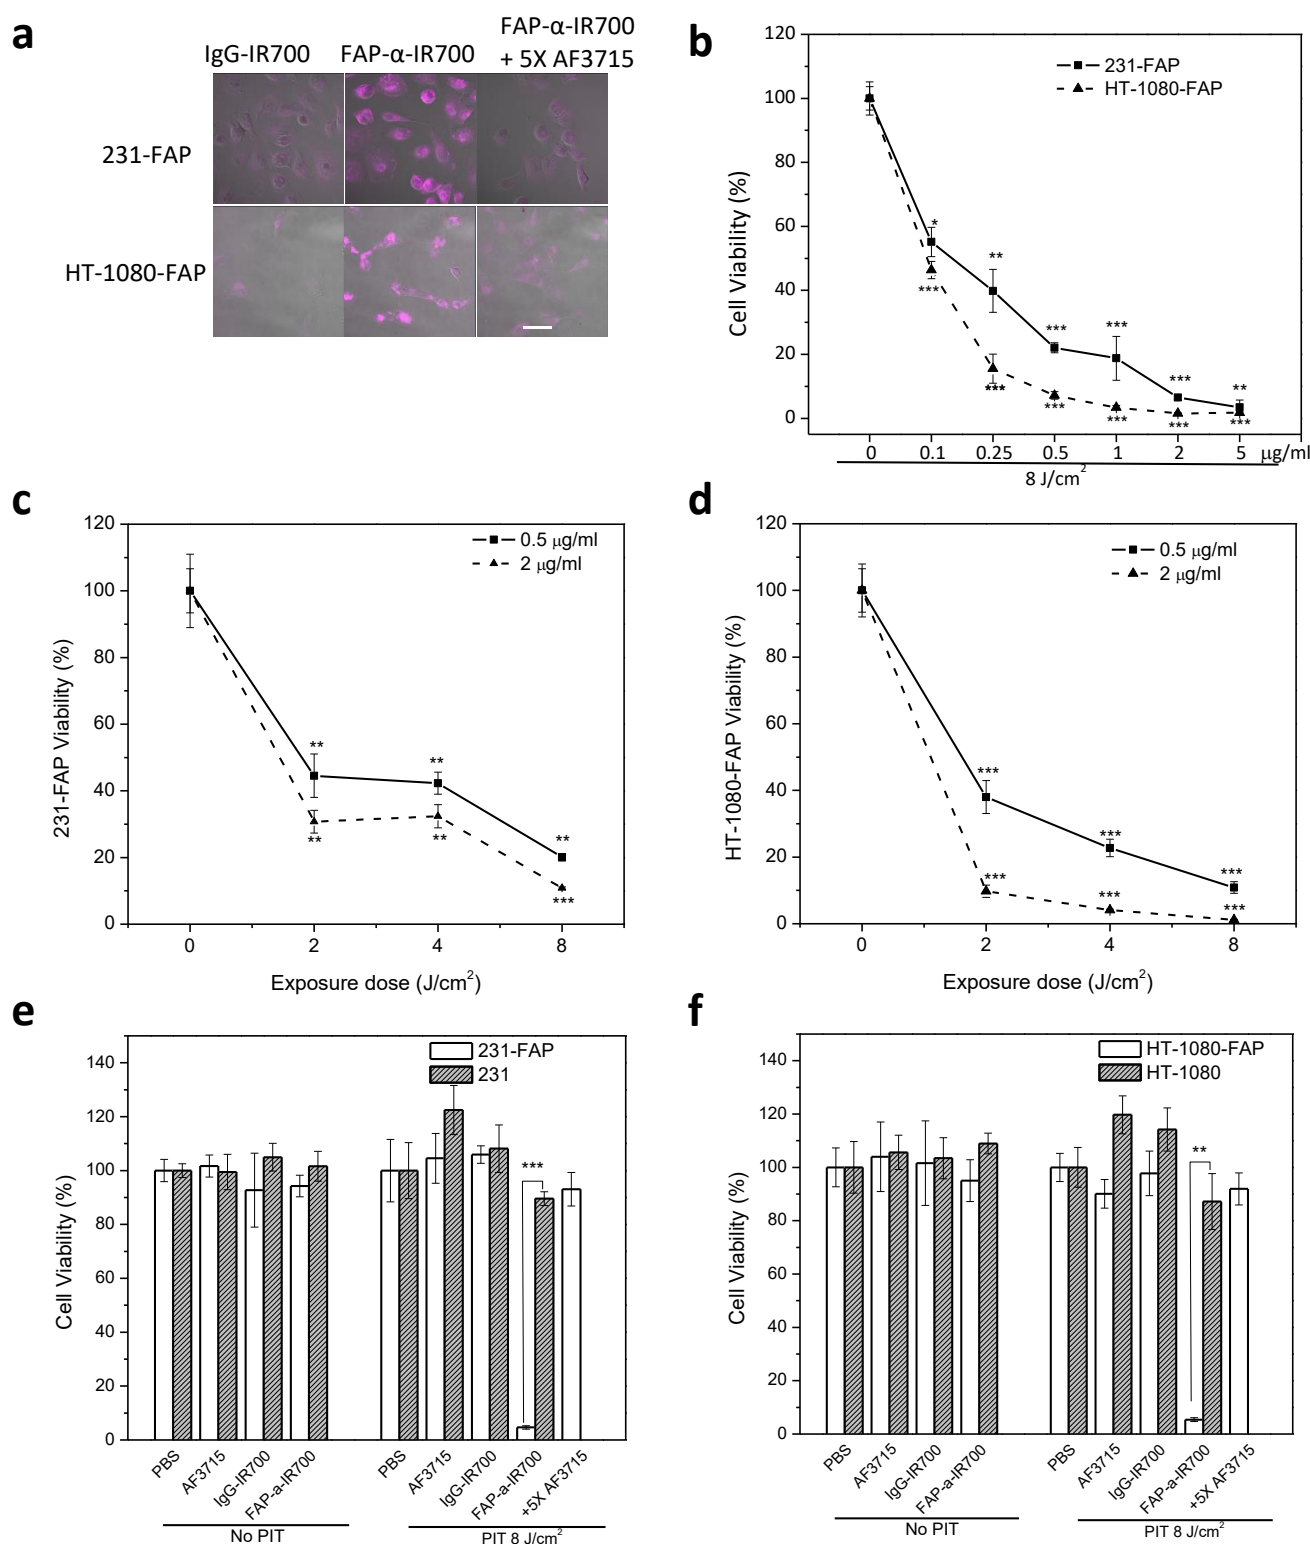 a
IgG-IR700
FAP-α-IR700
FAP-α-IR700
+ 5X AF3715
231-FAP
HT-1080-FAP
b
120
100
80
60
40
20
0
Cell Viability (%)
231-FAP
HT-1080-FAP
*
**
***
***
***
**
***
***
***
***
***
***
0 0.1 0.25 0.5 1 2 5 μg/ml
8 J/cm²
c
120
100
80
60
40
20
0
231-FAP Viability (%)
0.5 μg/ml
2 μg/ml
**
**
**
**
**
***
0 2 4 8
Exposure dose (J/cm²)
d
120
100
80
60
40
20
0
HT-1080-FAP Viability (%)
0.5 μg/ml
2 μg/ml
***
***
***
***
***
***
0 2 4 8
Exposure dose (J/cm²)
e
140
120
100
80
60
40
20
0
Cell Viability (%)
231-FAP
231
***
PBS
AF3715
IgG-IR700
FAP-a-IR700
PBS
AF3715
IgG-IR700
FAP-a-IR700
+5X AF3715
No PIT
PIT 8 J/cm²
f
140
120
100
80
60
40
20
0
Cell Viability (%)
HT-1080-FAP
HT-1080
**
PBS
AF3715
IgG-IR700
FAP-a-IR700
PBS
AF3715
IgG-IR700
FAP-a-IR700
+5X AF3715
No PIT
PIT 8 J/cm²